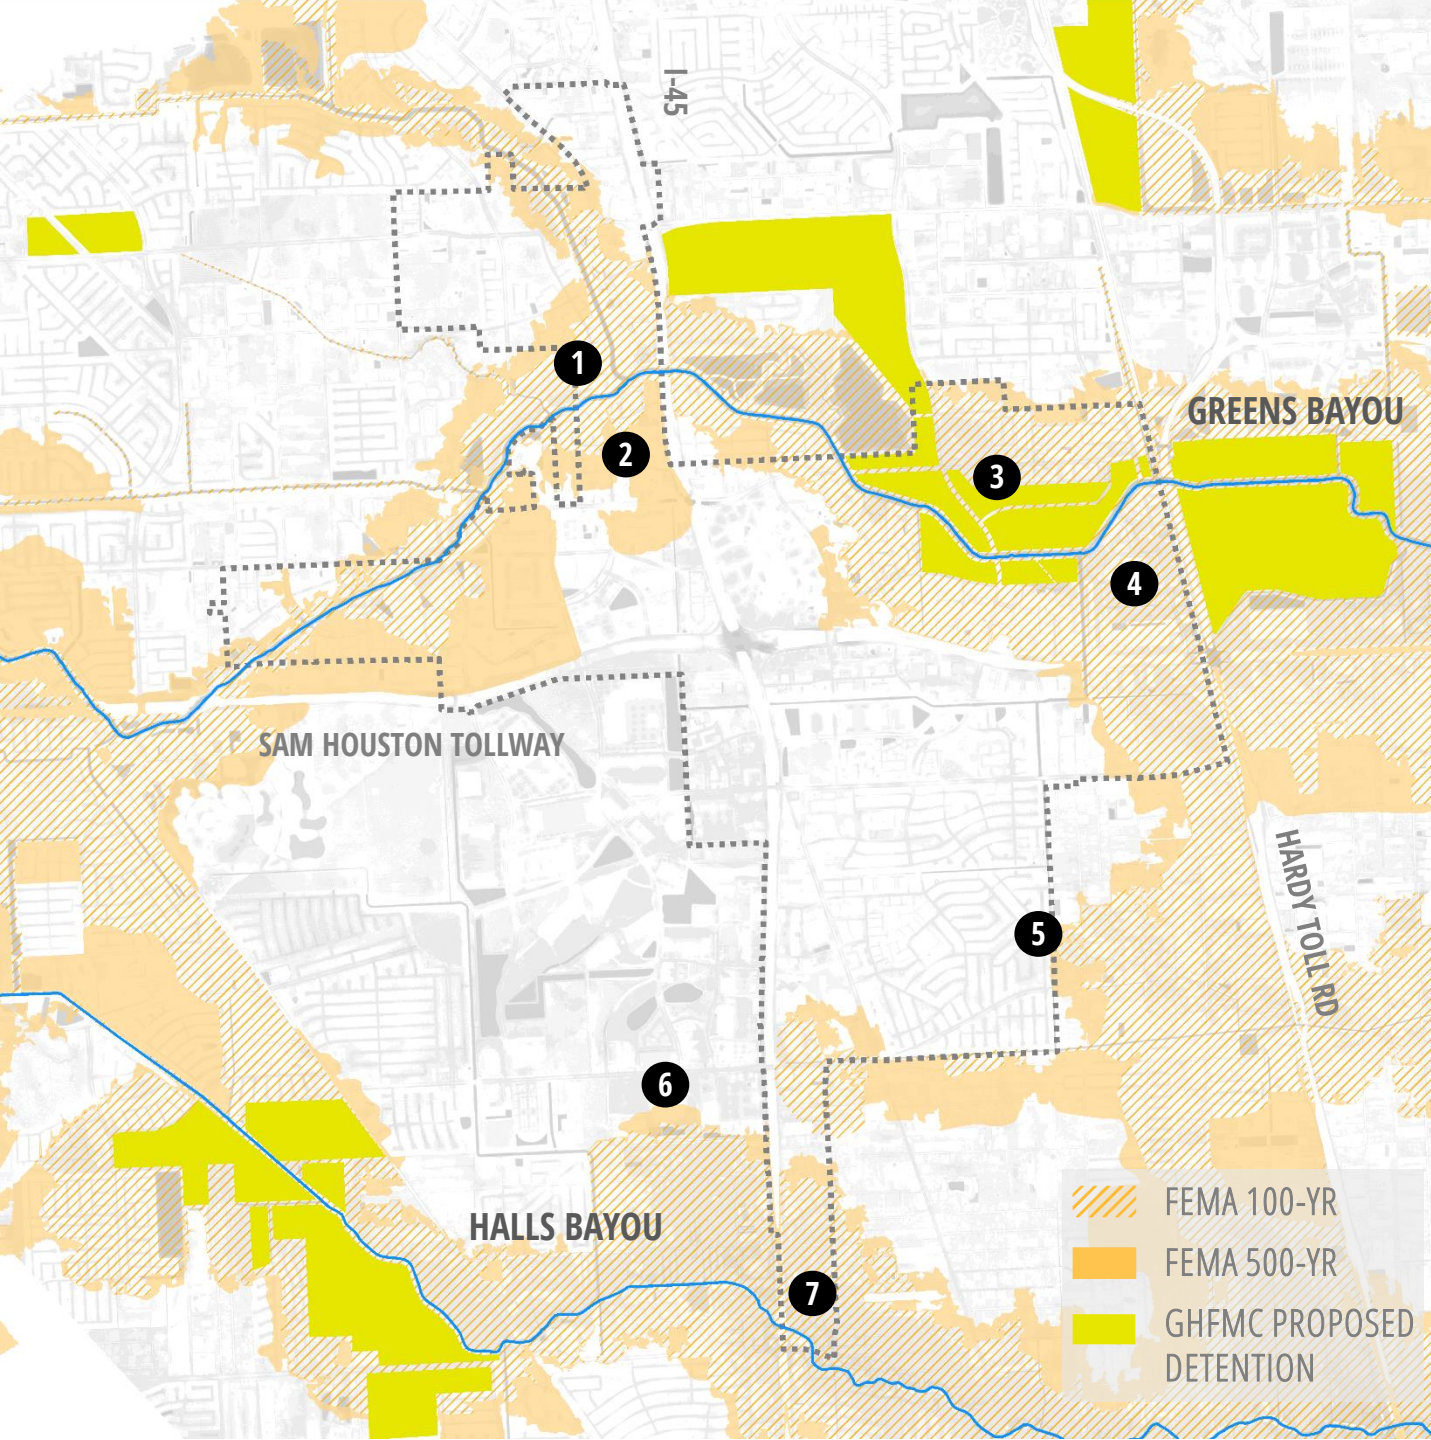 I-45
1
GREENS BAYOU
2
3
4
SAM HOUSTON TOLLWAY
HARDY TOLL RD
5
6
HALLS BAYOU
7
FEMA 100-YR
FEMA 500-YR
GHFMC PROPOSED
DETENTION